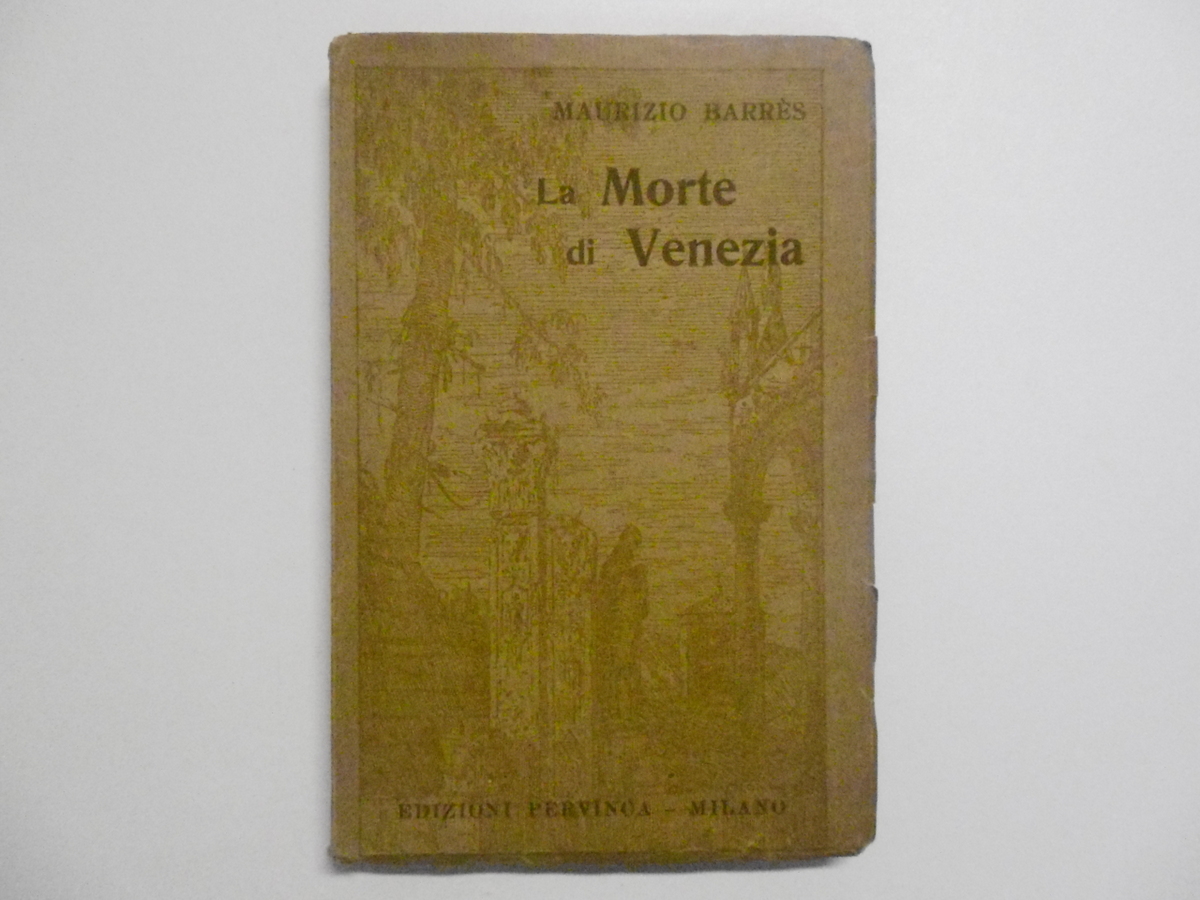 MAURIZIO BARRÈS
La Morte
di Venezia
EDIZIONI PERVINCA - MILANO